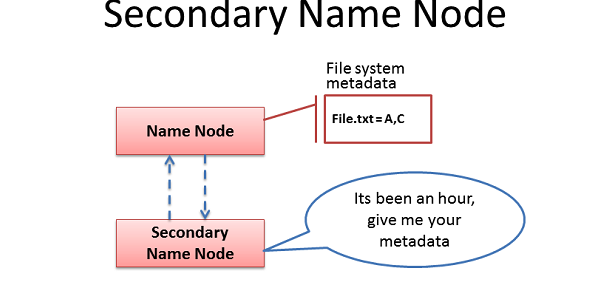 Secondary Name Node
File system
metadata
File.txt = A,C
Name Node
Its been an hour,
give me your
metadata
Secondary
Name Node